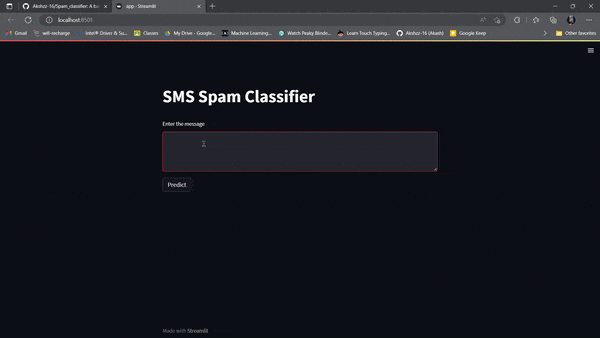 Akshzz-16/Spam_classifier: A ba
app · Streamlit
localhost:8501
Gmail
wifi-recharge
Intel® Driver & Su...
Classes
My Drive - Google...
Machine Learning...
Watch Peaky Blinde...
Learn Touch Typing...
Akshzz-16 (Akash)
Google Keep
Other favorites
SMS Spam Classifier
Enter the message
Predict
Made with Streamlit